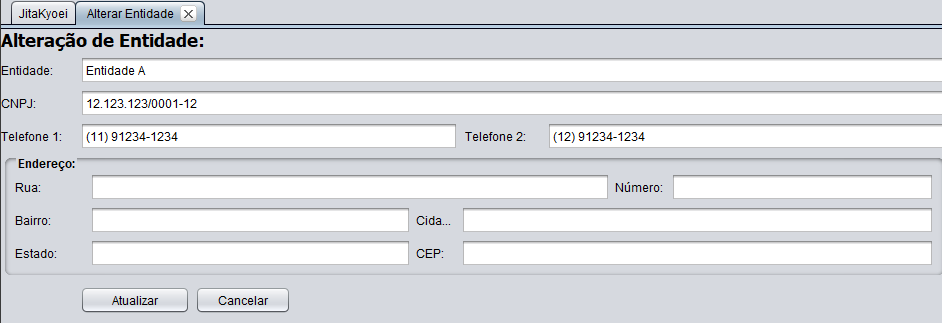 JitaKyoei Alterar Entidade
Alteração de Entidade:
Entidade: Entidade A
CNPJ: 12.123.123/0001-12
Telefone 1: (11) 91234-1234 Telefone 2: (12) 91234-1234
Endereço:
Rua: Número:
Bairro: Cida...
Estado: CEP:
Atualizar Cancelar